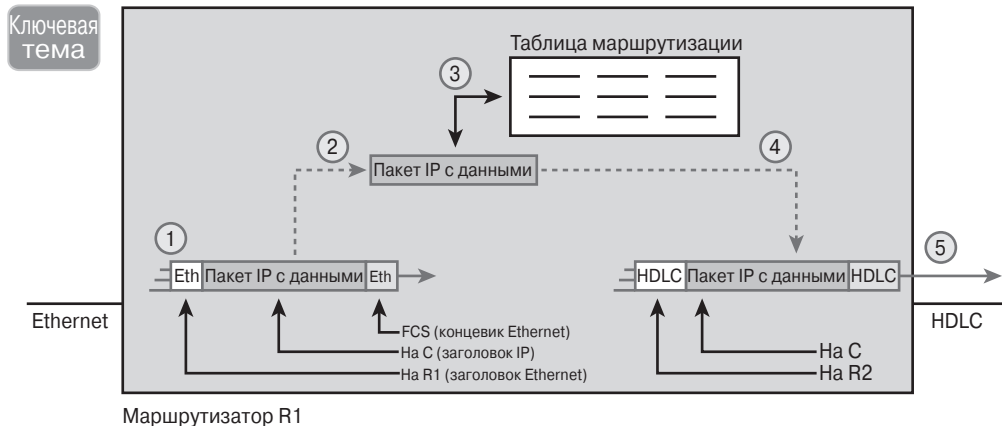 Ключевая
тема
Таблица маршрутизации
3
2
4
Пакет IP с данными
1
5
Eth Пакет IP с данными Eth
HDLC Пакет IP с данными HDLC
Ethernet
HDLC
FCS (концевик Ethernet)
На C (заголовок IP)
На R1 (заголовок Ethernet)
На C
На R2
Маршрутизатор R1